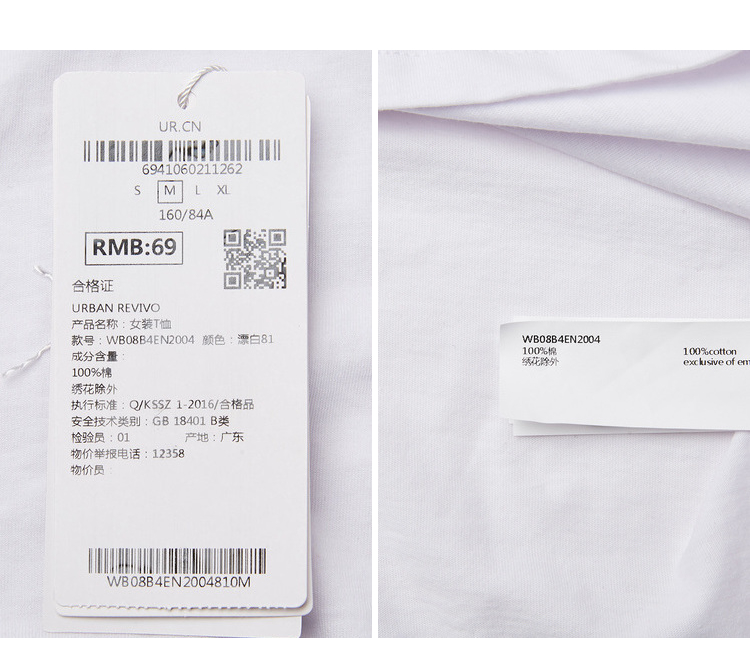 UR.CN
6941060211262
S M L XL
160/84A
RMB:69
合格证
URBAN REVIVO
产品名称：女装T恤
款号：WB08B4EN2004 颜色：漂白81
成分含量：
100%棉
绣花除外
执行标准：Q/KSSZ 1-2016/合格品
安全技术类别：GB 18401 B类
检验员：01 产地：广东
物价举报电话：12358
物价员：
WB08B4EN2004810M
WB08B4EN2004
100%棉
绣花除外
100%cotton
exclusive of em